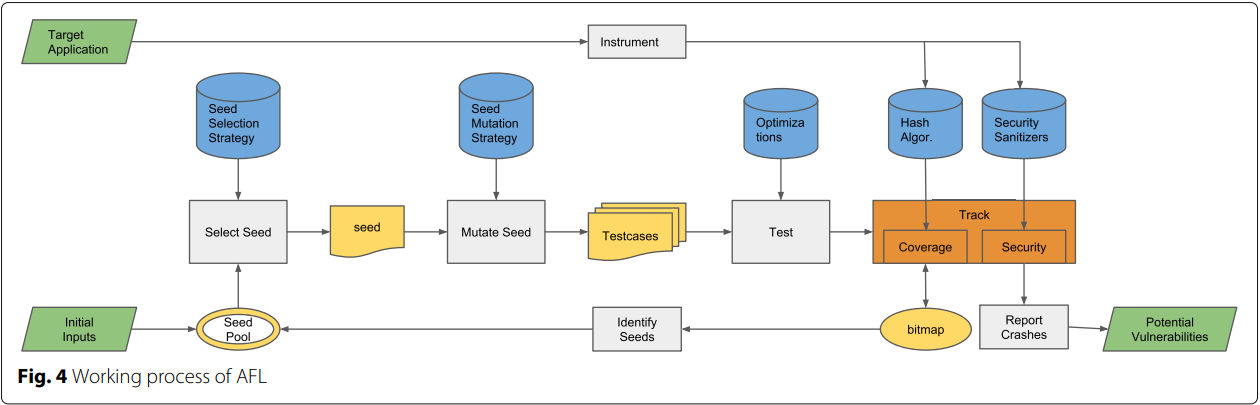 Target
Application
Instrument
Seed
Selection
Strategy
Seed
Mutation
Strategy
Optimiza
tions
Hash
Algor.
Security
Sanitizers
Select Seed
seed
Mutate Seed
Testcases
Test
Track
Coverage
Security
Initial
Inputs
Seed
Pool
Identify
Seeds
bitmap
Report
Crashes
Potential
Vulnerabilities
Fig. 4 Working process of AFL